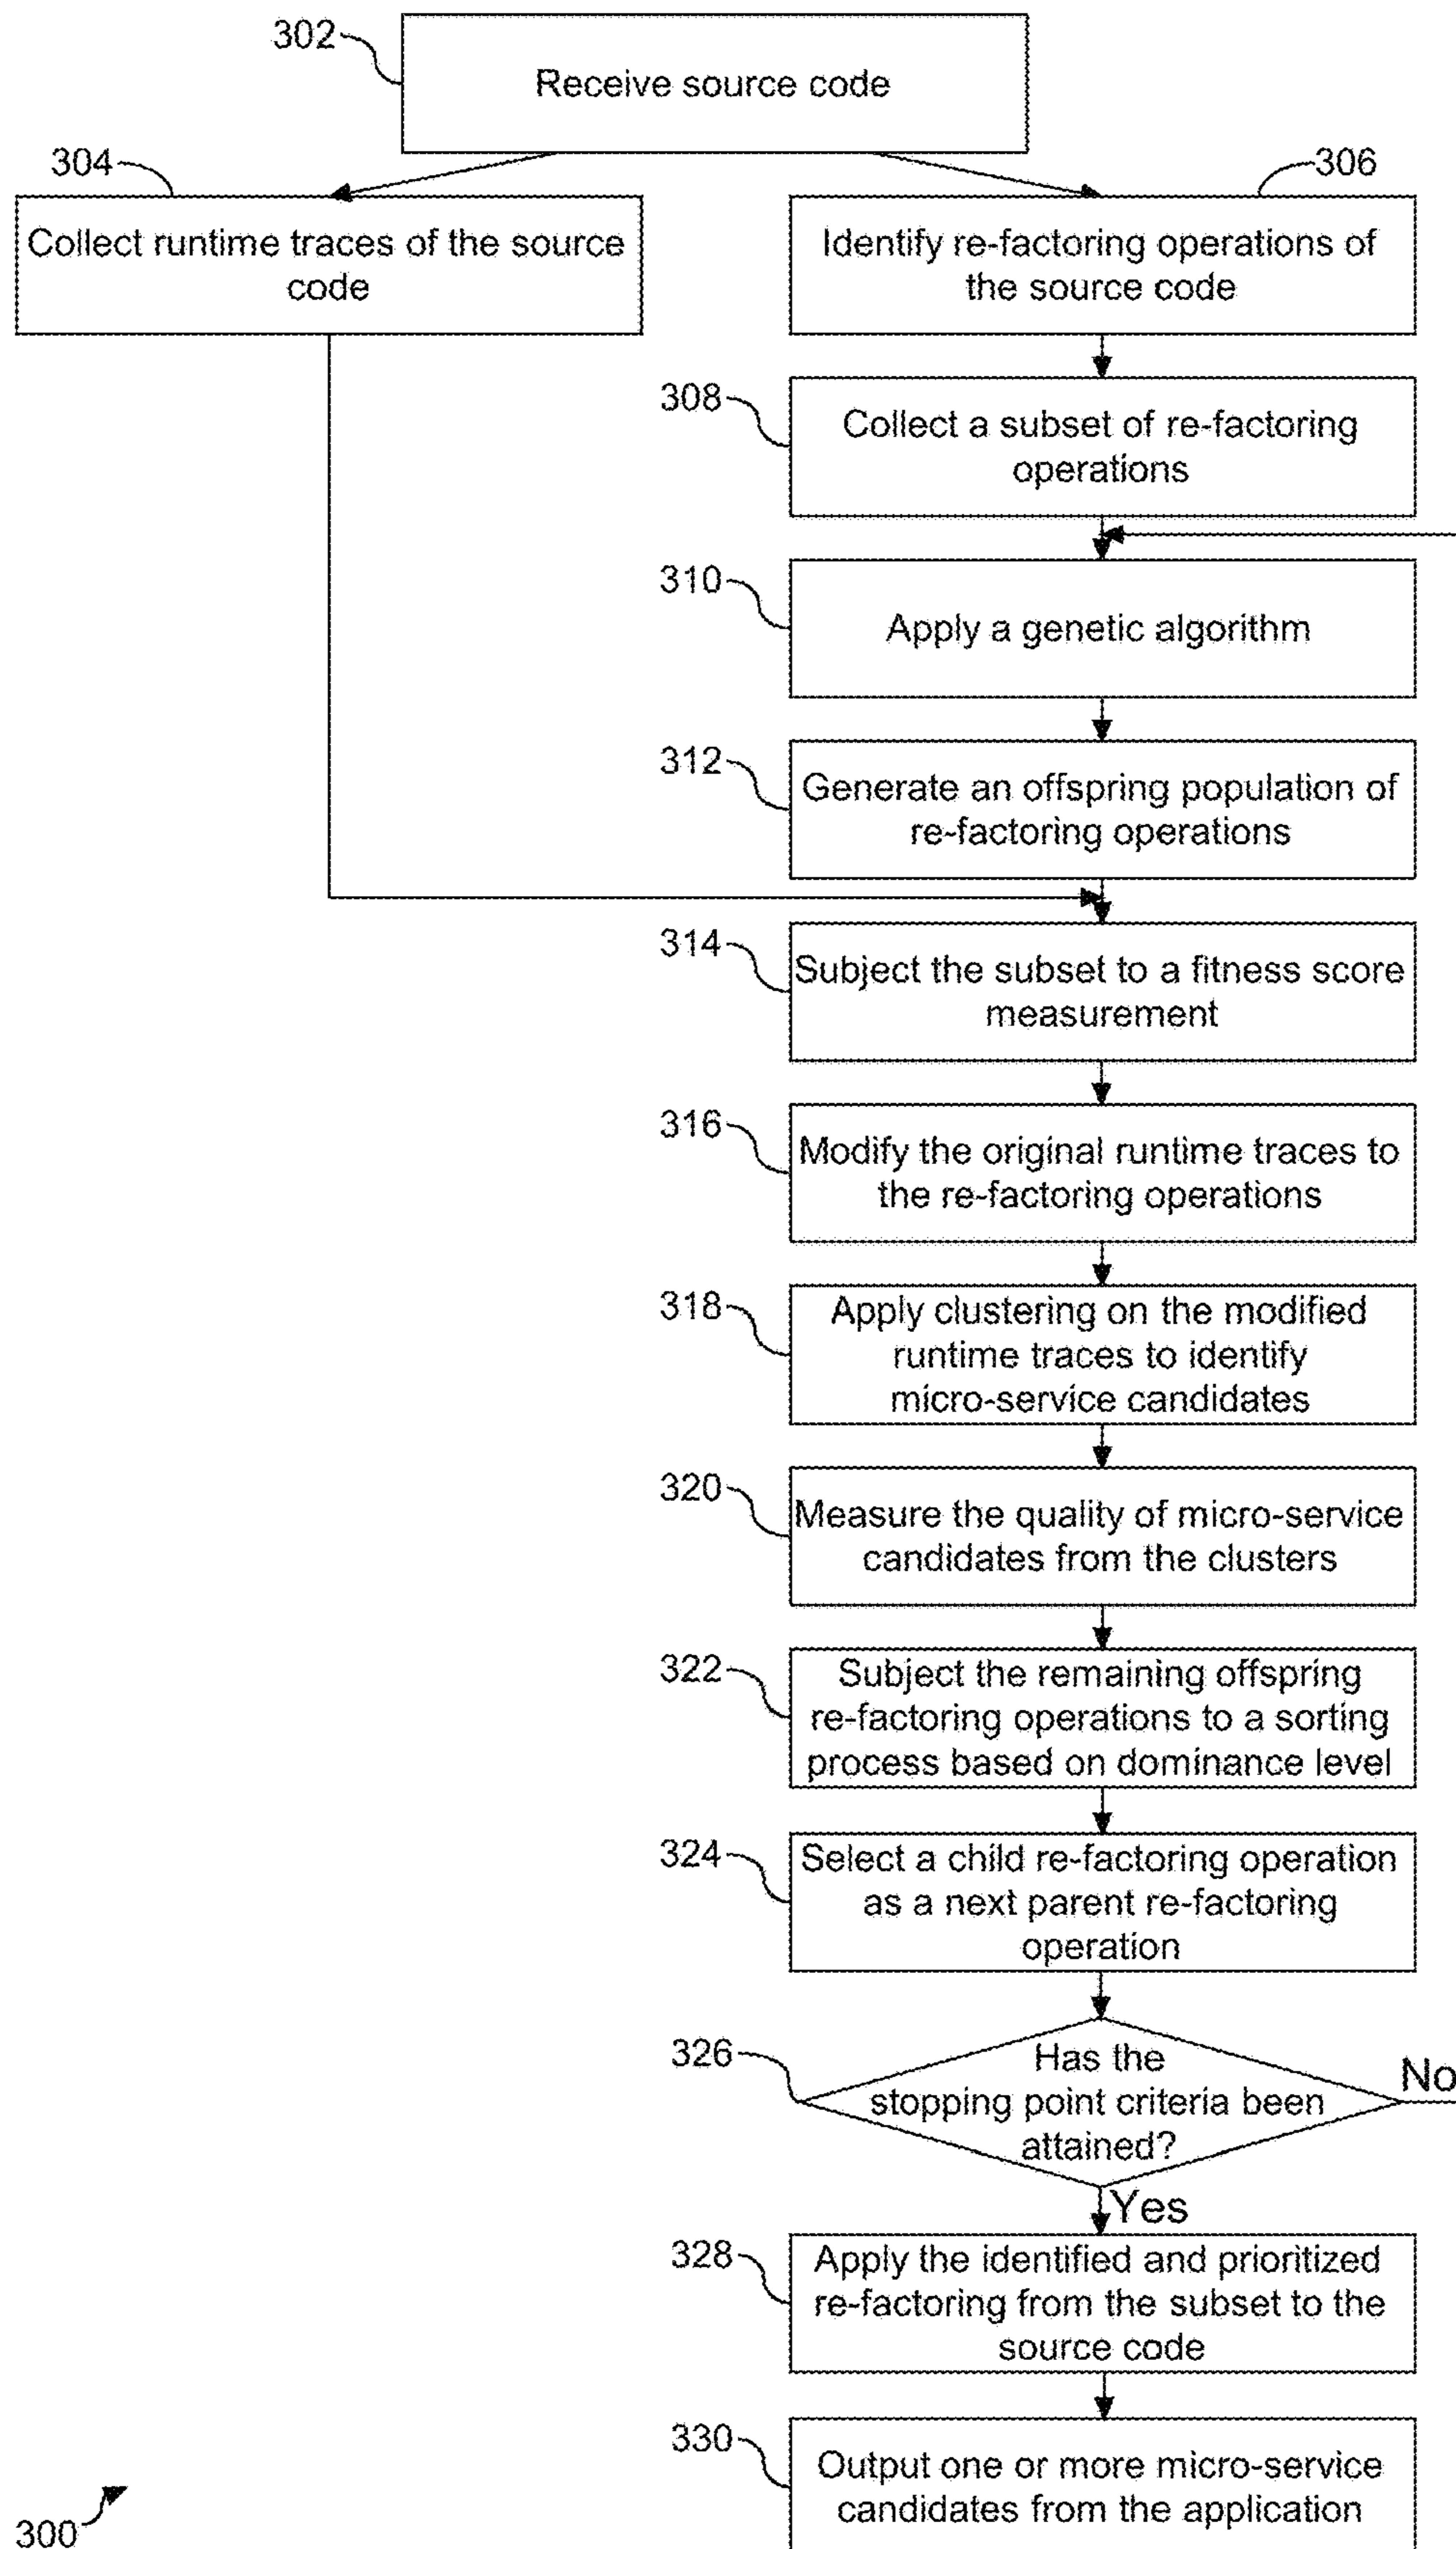 302
Receive source code
304
306
Collect runtime traces of the source
code
Identify re-factoring operations of
the source code
308
Collect a subset of re-factoring
operations
310
Apply a genetic algorithm
312
Generate an offspring population of
re-factoring operations
314
Subject the subset to a fitness score
measurement
316
Modify the original runtime traces to
the re-factoring operations
318
Apply clustering on the modified
runtime traces to identify
micro-service candidates
320
Measure the quality of micro-service
candidates from the clusters
322
Subject the remaining offspring
re-factoring operations to a sorting
process based on dominance level
324
Select a child re-factoring operation
as a next parent re-factoring
operation
326
Has the
stopping point criteria been
attained?
No
Yes
328
Apply the identified and prioritized
re-factoring from the subset to the
source code
330
Output one or more micro-service
candidates from the application
300